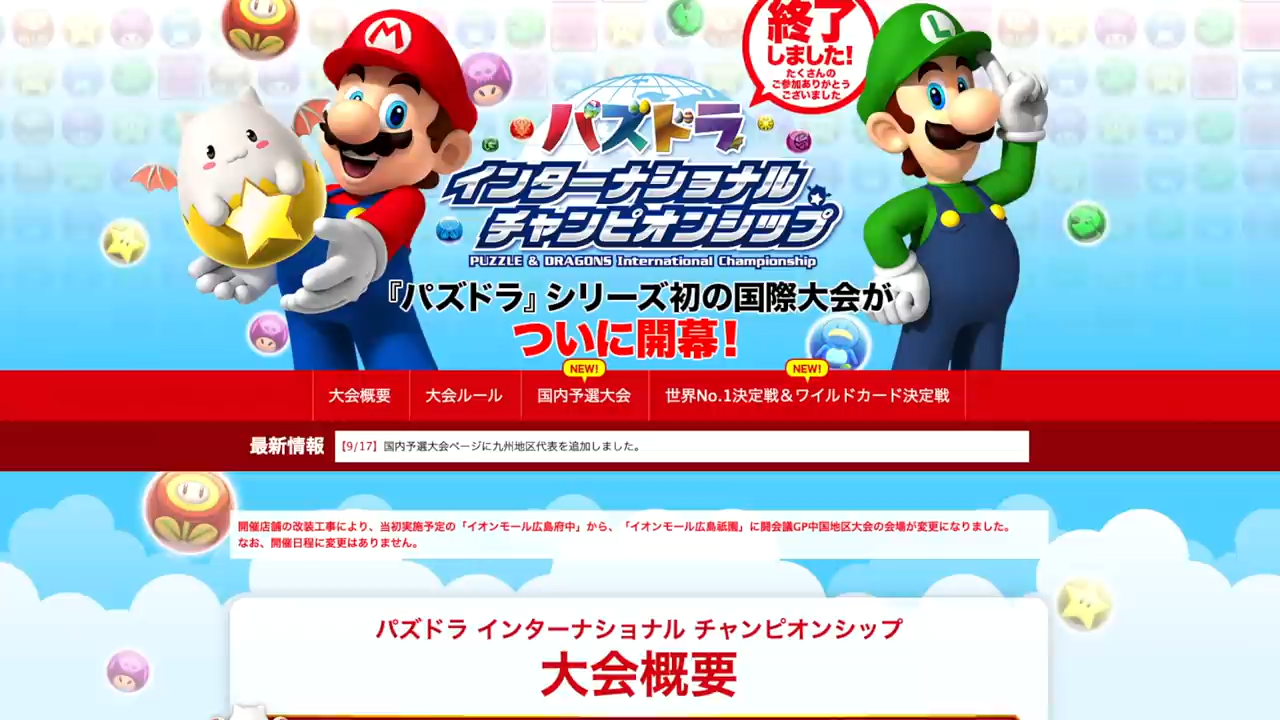 終了
しました!
たくさんの
ご参加ありがとう
ございました
パズドラ
インターナショナル
チャンピオンシップ
PUZZLE & DRAGONS International Championship
『パズドラ』シリーズ初の国際大会が
ついに開幕!
NEW!
NEW!
大会概要
大会ルール
国内予選大会
世界No.1決定戦＆ワイルドカード決定戦
最新情報
【9/17】国内予選大会ページに九州地区代表を追加しました。
開催店舗の改装工事により、当初実施予定の「イオンモール広島府中」から、「イオンモール広島祇園」に闘会議GP中国地区大会の会場が変更になりました。
なお、開催日程に変更はありません。
パズドラ インターナショナル チャンピオンシップ
大会概要